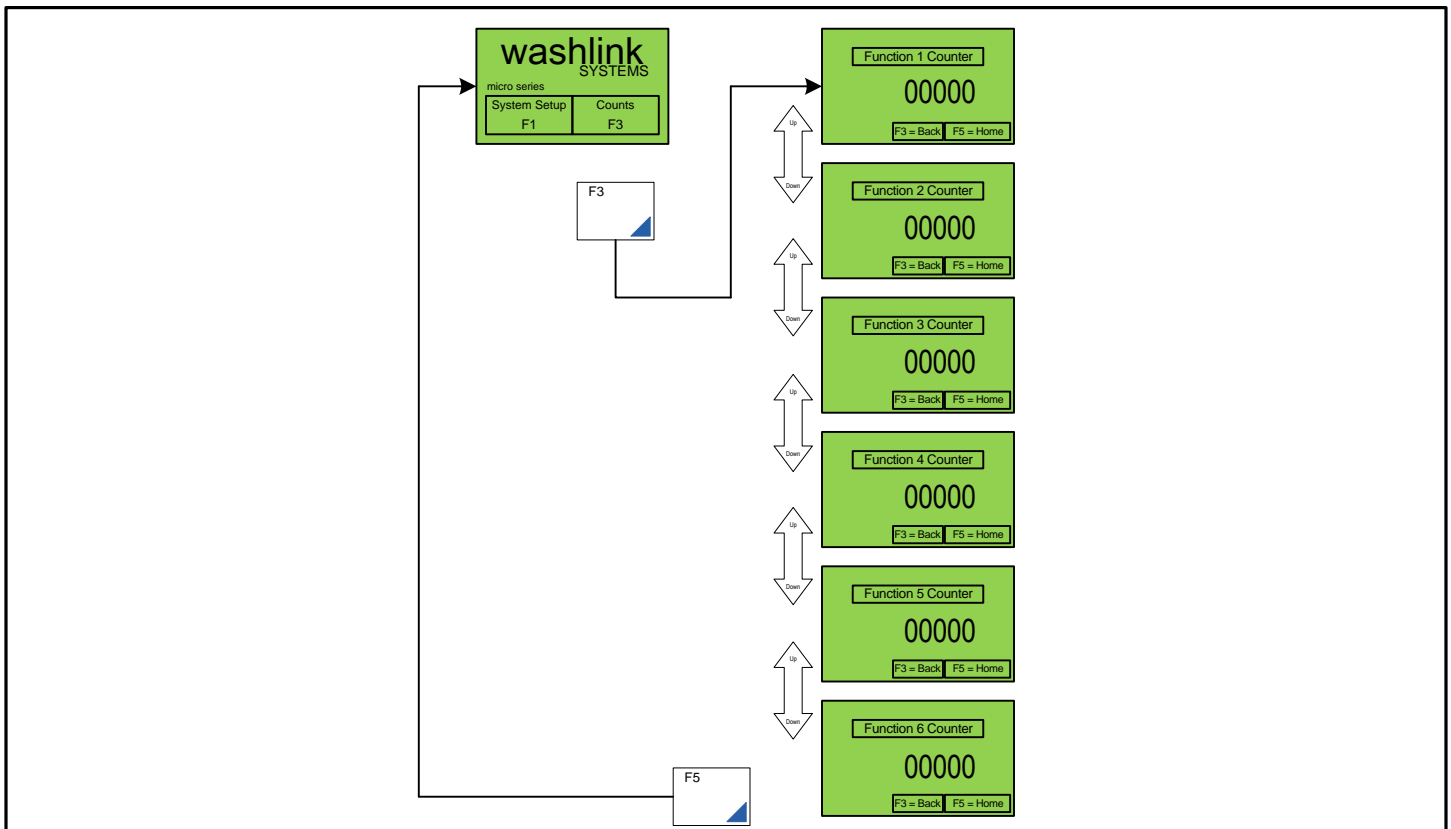 washlink
SYSTEMS
micro series
System Setup Counts
F1 F3
F3
F5
Function 1 Counter
00000
F3 = Back F5 = Home
Up
Down
Function 2 Counter
00000
F3 = Back F5 = Home
Up
Down
Function 3 Counter
00000
F3 = Back F5 = Home
Up
Down
Function 4 Counter
00000
F3 = Back F5 = Home
Up
Down
Function 5 Counter
00000
F3 = Back F5 = Home
Up
Down
Function 6 Counter
00000
F3 = Back F5 = Home